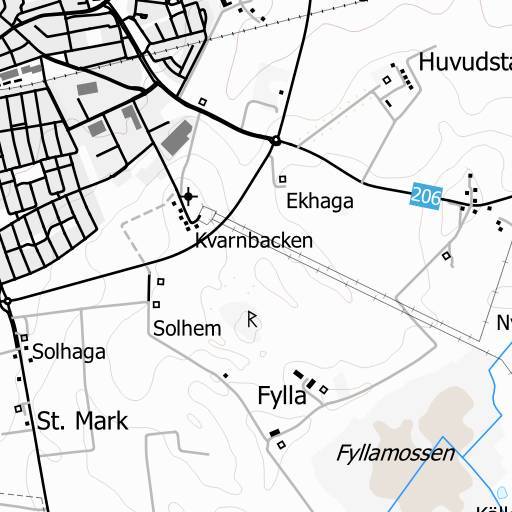 Huvudsta
206
Ekhaga
Kvarnbacken
Solhem
Solhaga
Fylla
St. Mark
Fyllamossen